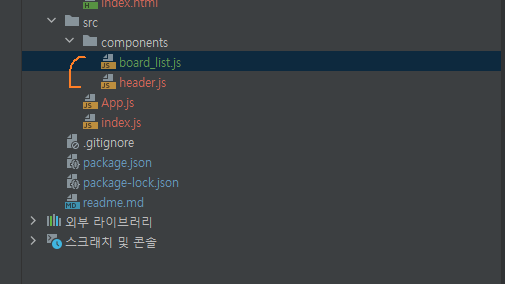 index.html
src
components
board_list.js
header.js
App.js
index.js
.gitignore
package.json
package-lock.json
readme.md
외부 라이브러리
스크래치 및 콘솔